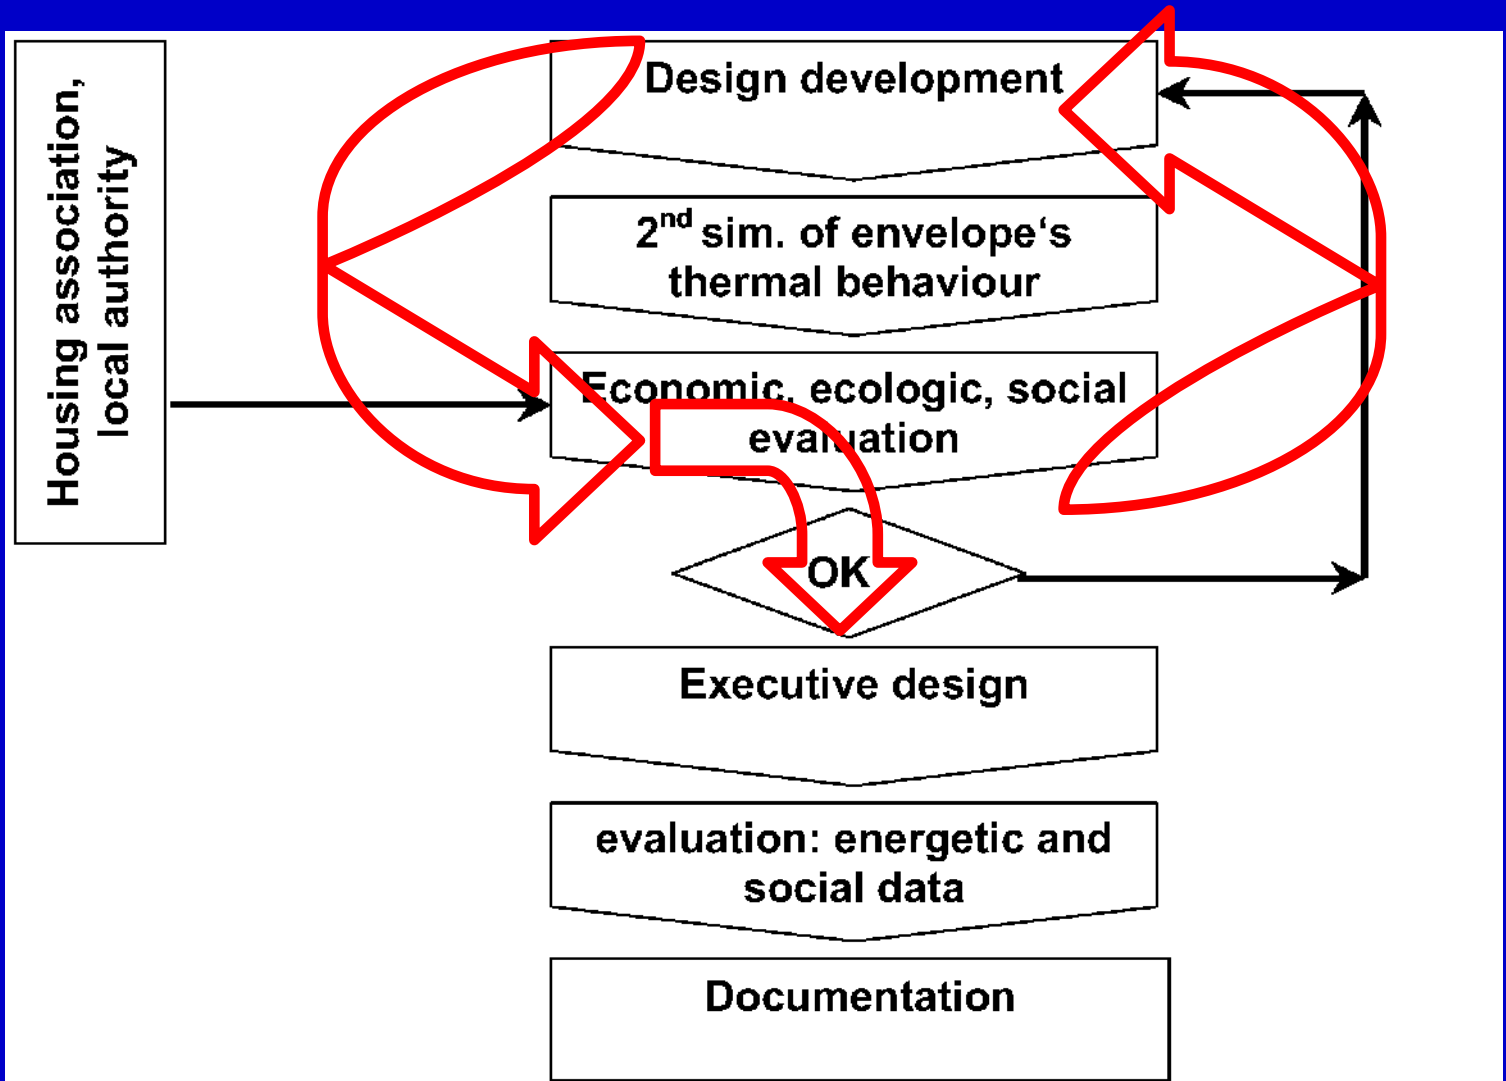 Housing association,
local authority
Design development
2nd sim. of envelope‘s
thermal behaviour
Economic, ecologic, social
evaluation
OK
Executive design
evaluation: energetic and
social data
Documentation